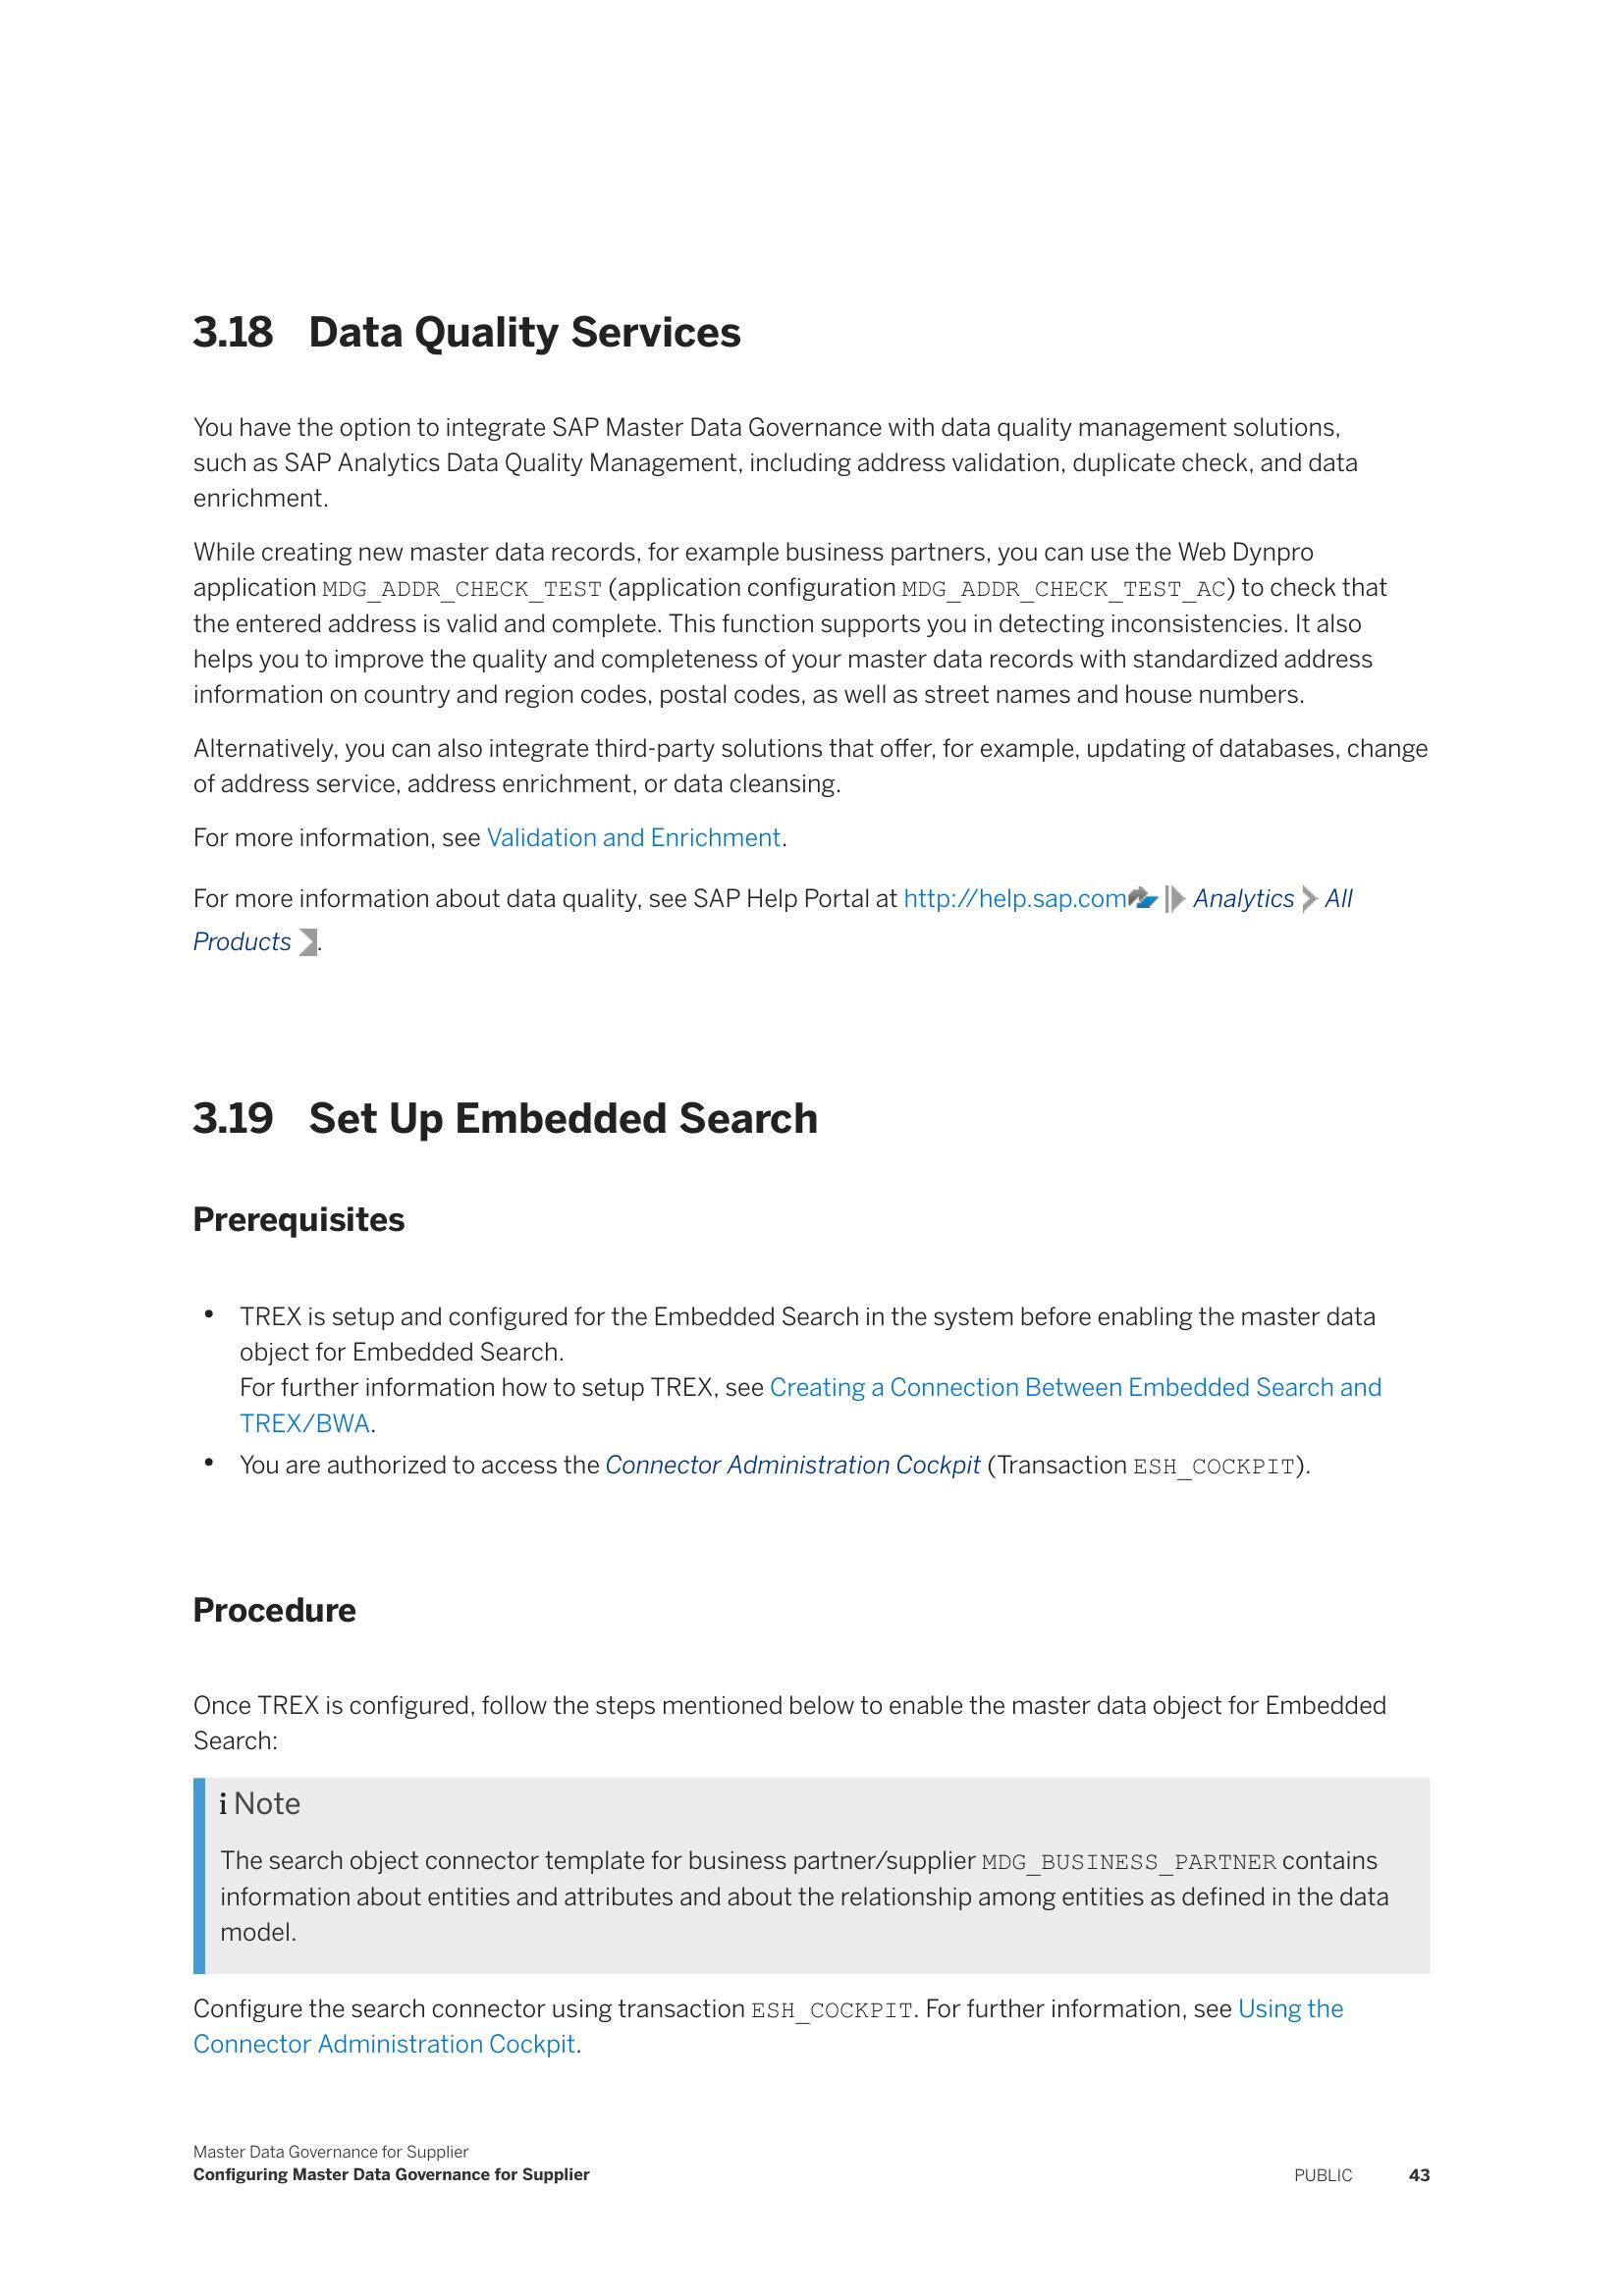 3.18 Data Quality Services
You have the option to integrate SAP Master Data Governance with data quality management solutions,
such as SAP Analytics Data Quality Management, including address validation, duplicate check, and data
enrichment.
While creating new master data records, for example business partners, you can use the Web Dynpro
application MDG_ADDR_CHECK_TEST (application configuration MDG_ADDR_CHECK_TEST_AC) to check that
the entered address is valid and complete. This function supports you in detecting inconsistencies. It also
helps you to improve the quality and completeness of your master data records with standardized address
information on country and region codes, postal codes, as well as street names and house numbers.
Alternatively, you can also integrate third-party solutions that offer, for example, updating of databases, change
of address service, address enrichment, or data cleansing.
For more information, see Validation and Enrichment.
For more information about data quality, see SAP Help Portal at http://help.sap.com Analytics All
Products .
3.19 Set Up Embedded Search
Prerequisites
• TREX is setup and configured for the Embedded Search in the system before enabling the master data
object for Embedded Search.
For further information how to setup TREX, see Creating a Connection Between Embedded Search and
TREX/BWA.
• You are authorized to access the Connector Administration Cockpit (Transaction ESH_COCKPIT).
Procedure
Once TREX is configured, follow the steps mentioned below to enable the master data object for Embedded
Search:
i Note
The search object connector template for business partner/supplier MDG_BUSINESS_PARTNER contains
information about entities and attributes and about the relationship among entities as defined in the data
model.
Configure the search connector using transaction ESH_COCKPIT. For further information, see Using the
Connector Administration Cockpit.
Master Data Governance for Supplier
Configuring Master Data Governance for Supplier PUBLIC 43